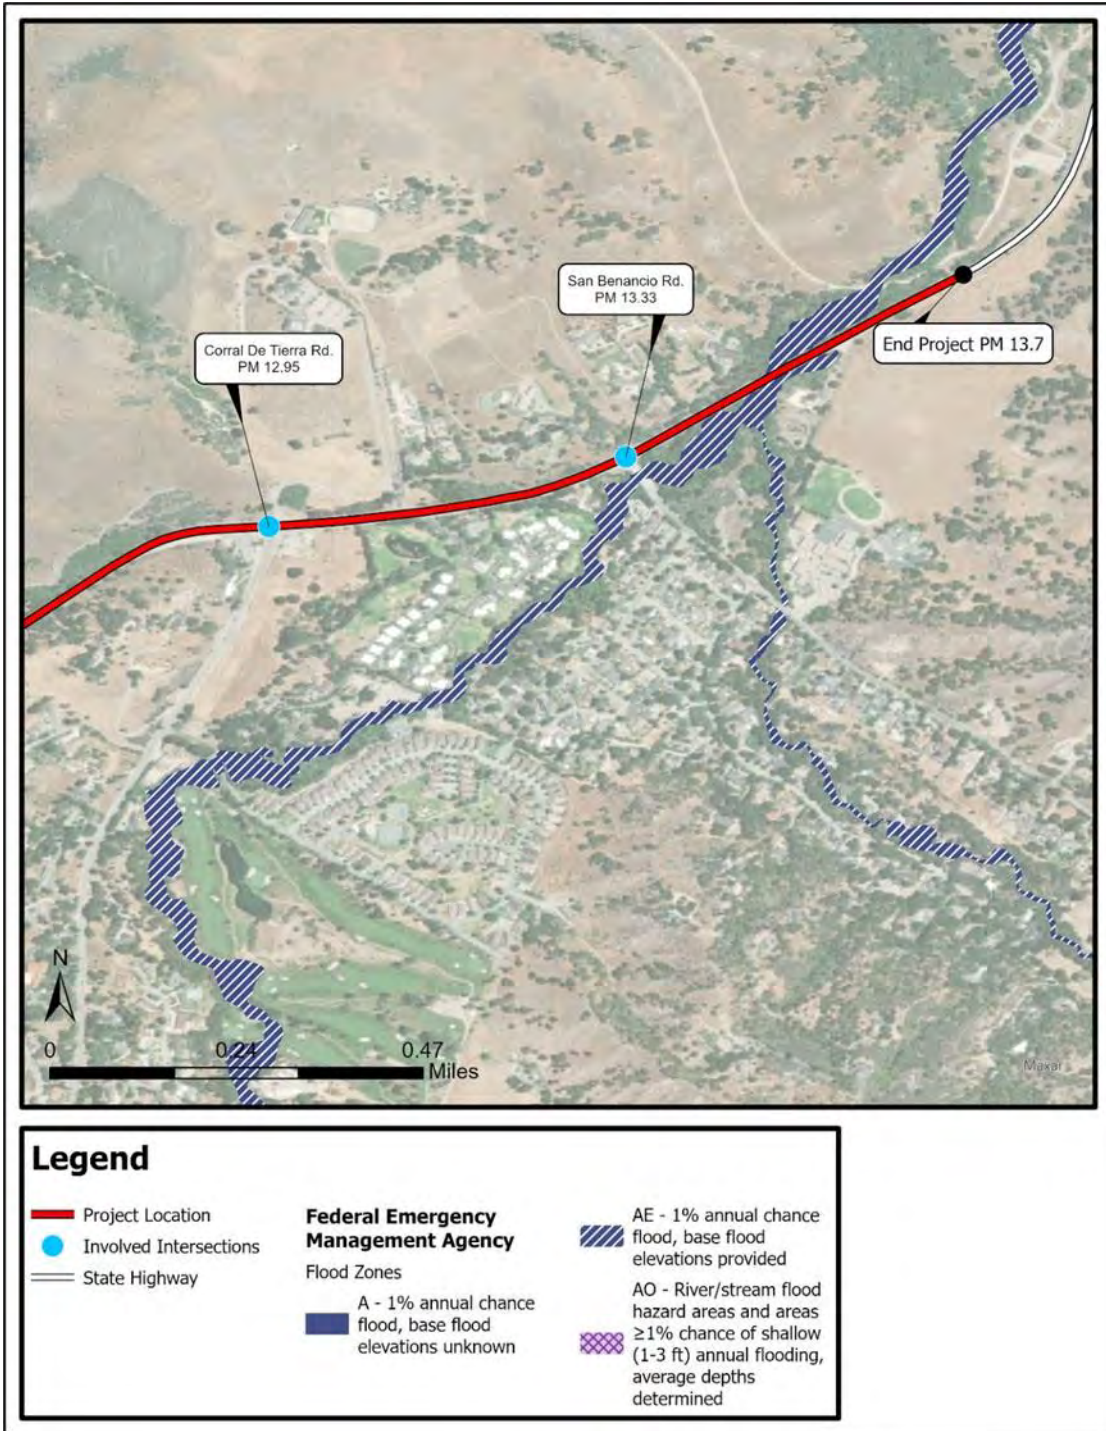 San Benancio Rd.
PM 13.33
Corral De Tierra Rd.
PM 12.95
End Project PM 13.7
N
0 0.24 0.47
Miles
Maxar
Legend
Project Location
Involved Intersections
State Highway
Federal Emergency
Management Agency
Flood Zones
A - 1% annual chance
flood, base flood
elevations unknown
AE - 1% annual chance
flood, base flood
elevations provided
AO - River/stream flood
hazard areas and areas
≥1% chance of shallow
(1-3 ft) annual flooding,
average depths
determined